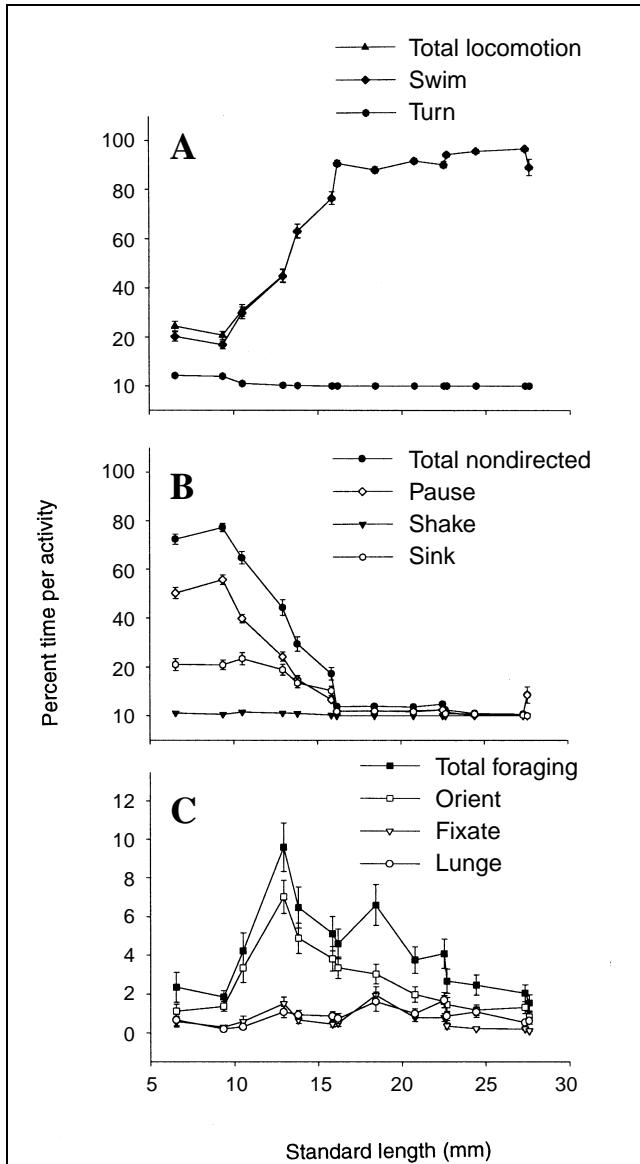 Total locomotion
Swim
Turn
A
100
80
60
40
20
10
Total nondirected
Pause
Shake
Sink
B
100
80
60
40
20
10
Percent time per activity
Total foraging
Orient
Fixate
Lunge
C
12
10
8
6
4
2
0
5 10 15 20 25 30
Standard length (mm)